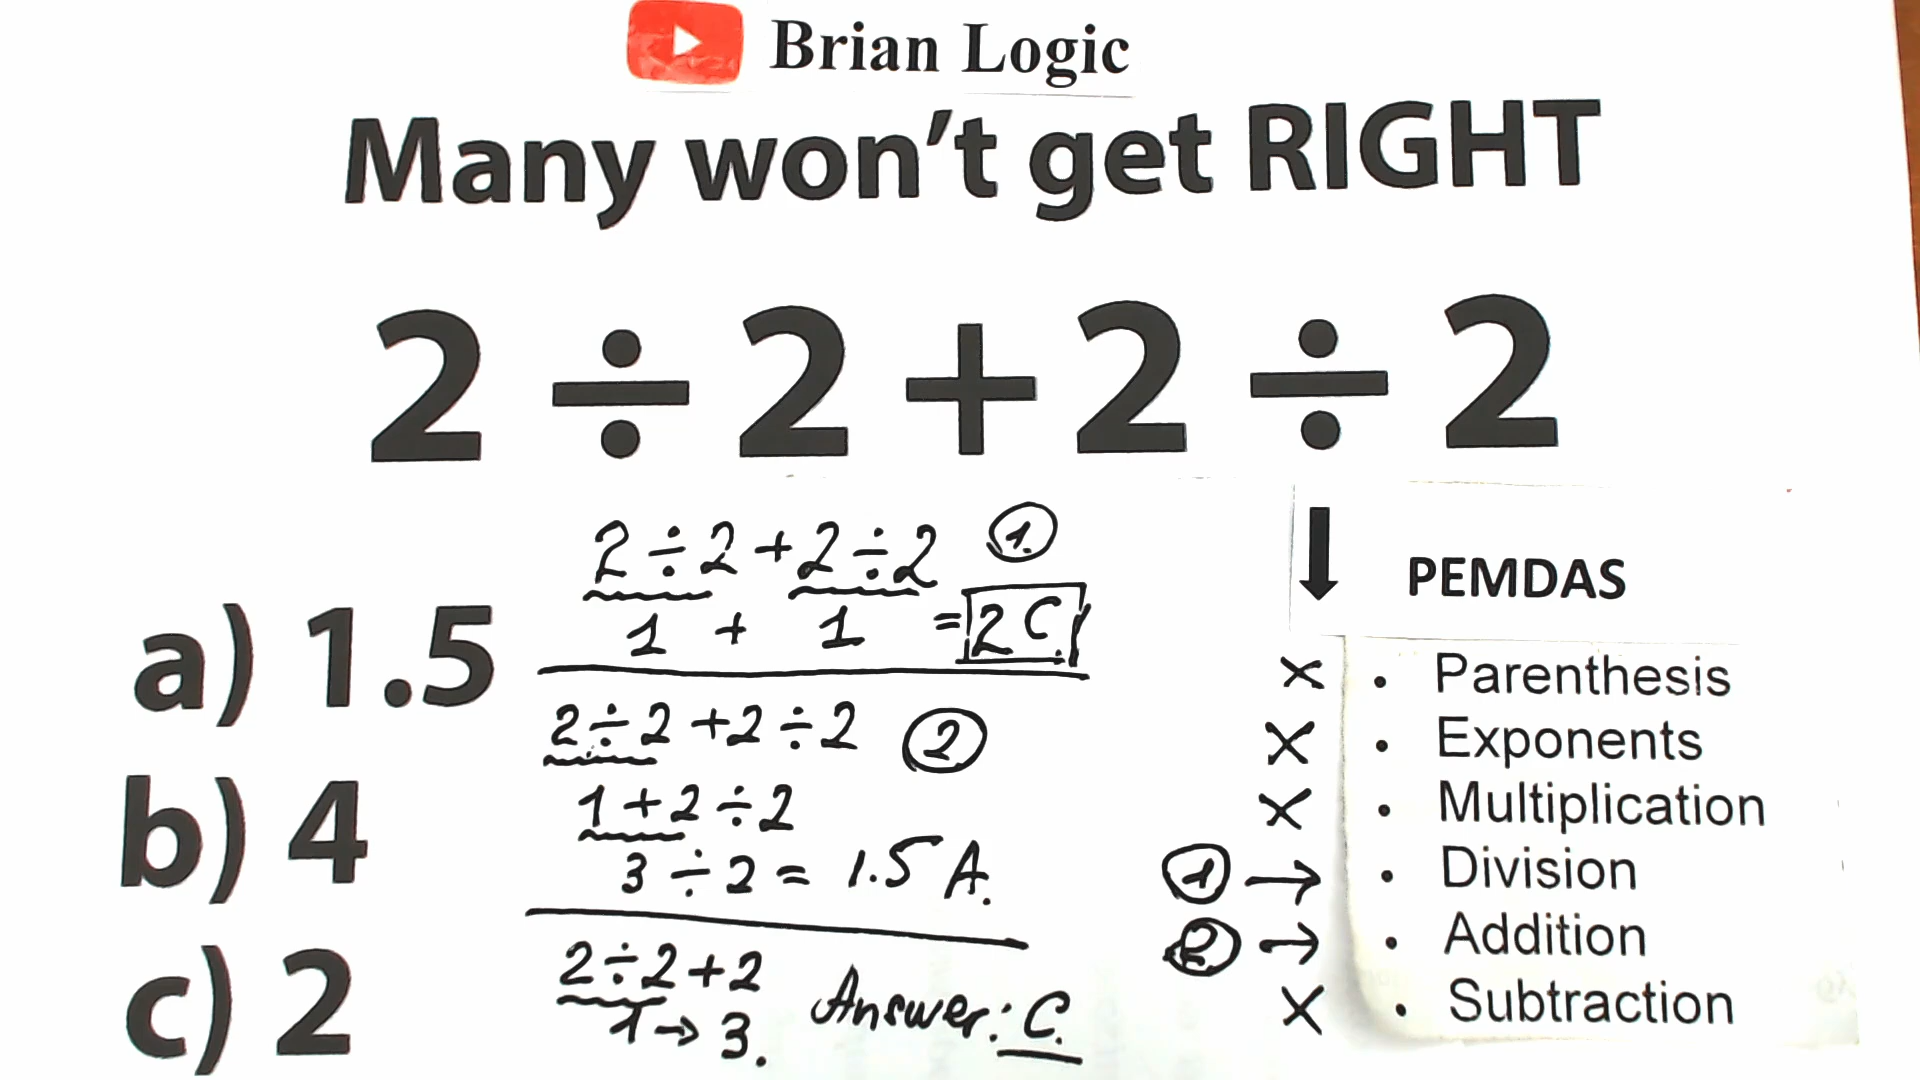 Brian Logic
Many won't get RIGHT
2 ÷ 2 + 2 ÷ 2
a) 1.5
b) 4
c) 2
2 ÷ 2 + 2 ÷ 2 1.
1 + 1 = 2 C.
2 ÷ 2 + 2 ÷ 2 2
1 + 2 ÷ 2
3 ÷ 2 = 1.5 A.
2 ÷ 2 + 2
1 → 3.
Answer: C.
↓ PEMDAS
× • Parenthesis
× • Exponents
× • Multiplication
1 → • Division
2 → • Addition
× • Subtraction